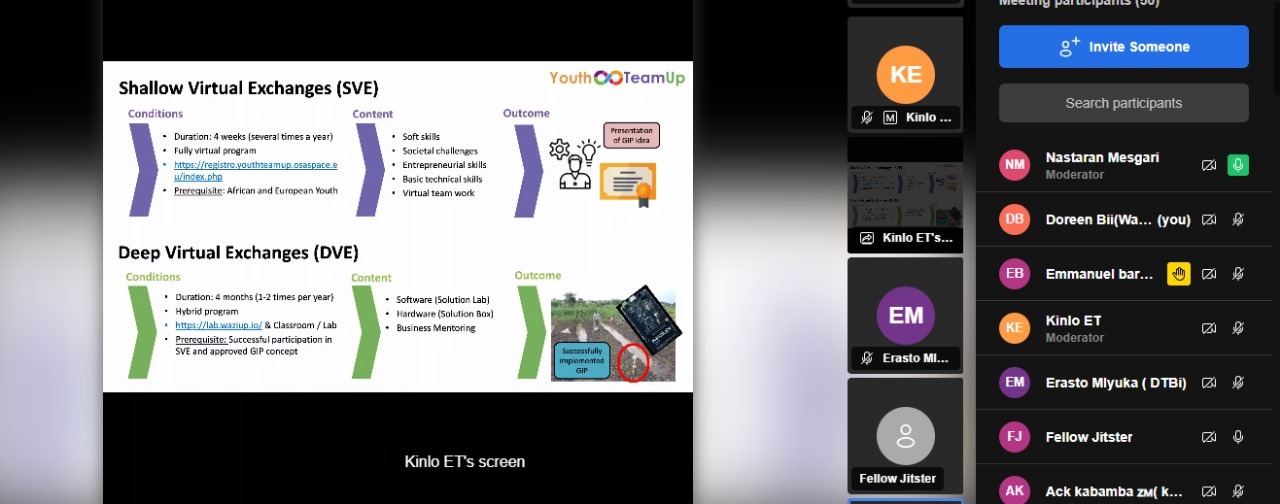 Youth TeamUp
Shallow Virtual Exchanges (SVE)
Conditions
• Duration: 4 weeks (several times a year)
• Fully virtual program
• https://registro.youthteamup.osaspace.e
u/index.php
• Prerequisite: African and European Youth
Content
• Soft skills
• Societal challenges
• Entrepreneurial skills
• Basic technical skills
• Virtual team work
Outcome
Presentation
of GIP Idea
Deep Virtual Exchanges (DVE)
Conditions
• Duration: 4 months (1-2 times per year)
• Hybrid program
• https://lab.waziup.io/ & Classroom / Lab
• Prerequisite: Successful participation in
SVE and approved GIP concept
Content
• Software (Solution Lab)
• Hardware (Solution Box)
• Business Mentoring
Outcome
Successfully
implemented
GIP
Kinlo ET's screen
KE
M Kinlo ...
Kinlo ET's...
EM
Erasto Ml...
Fellow Jitster
Meeting participants (50)
Invite Someone
Search participants
NM Nastaran Mesgari
Moderator
DB Doreen Bii(Wa... (you)
EB Emmanuel bar...
KE Kinlo ET
Moderator
EM Erasto Mlyuka ( DTBi)
FJ Fellow Jitster
AK Ack kabamba ZM( k...